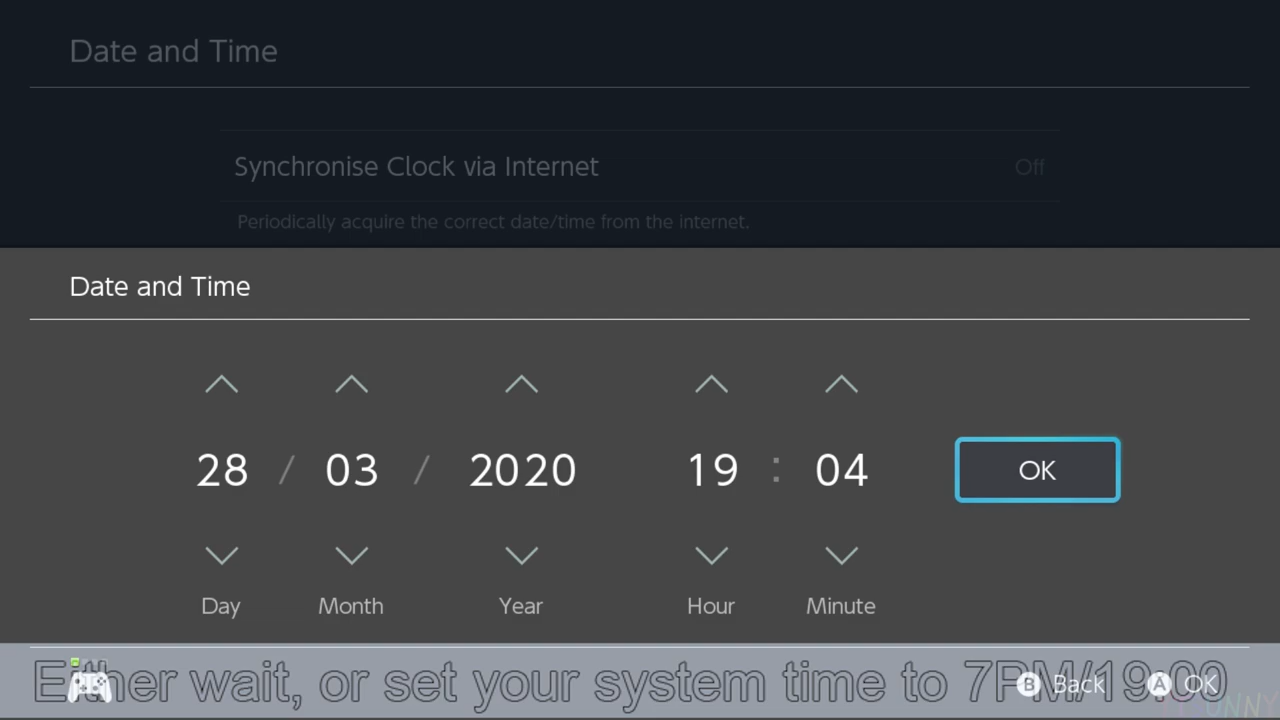 Date and Time
Synchronise Clock via Internet Off
Periodically acquire the correct date/time from the internet.
Date and Time
28 / 03 / 2020 19 : 04 OK
Day Month Year Hour Minute
Either wait, or set your system time to 7PM/19:00
B Back A OK